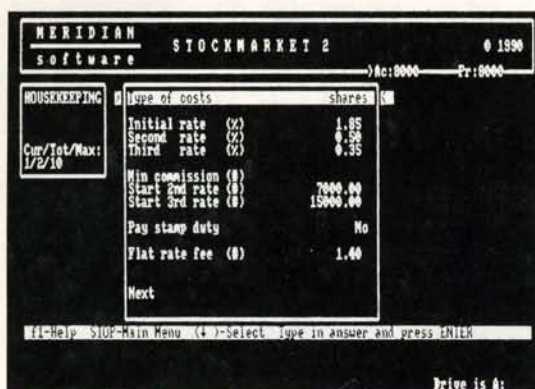 MERIDIAN
software
STOCKMARKET 2
© 1990
>Ac:8000 Pr:8000
HOUSEKEEPING
Cur/Tot/Max:
1/2/10
Type of costs shares
Initial rate (%) 1.85
Second rate (%) 0.50
Third rate (%) 0.35
Min commission (@)
Start 2nd rate (@) 7000.00
Start 3rd rate (@) 15000.00
Pay stamp duty No
Flat rate fee (@) 1.40
Next
f1-Help STOP-Main Menu (↓ )-Select Type in answer and press ENTER
Drive is A: